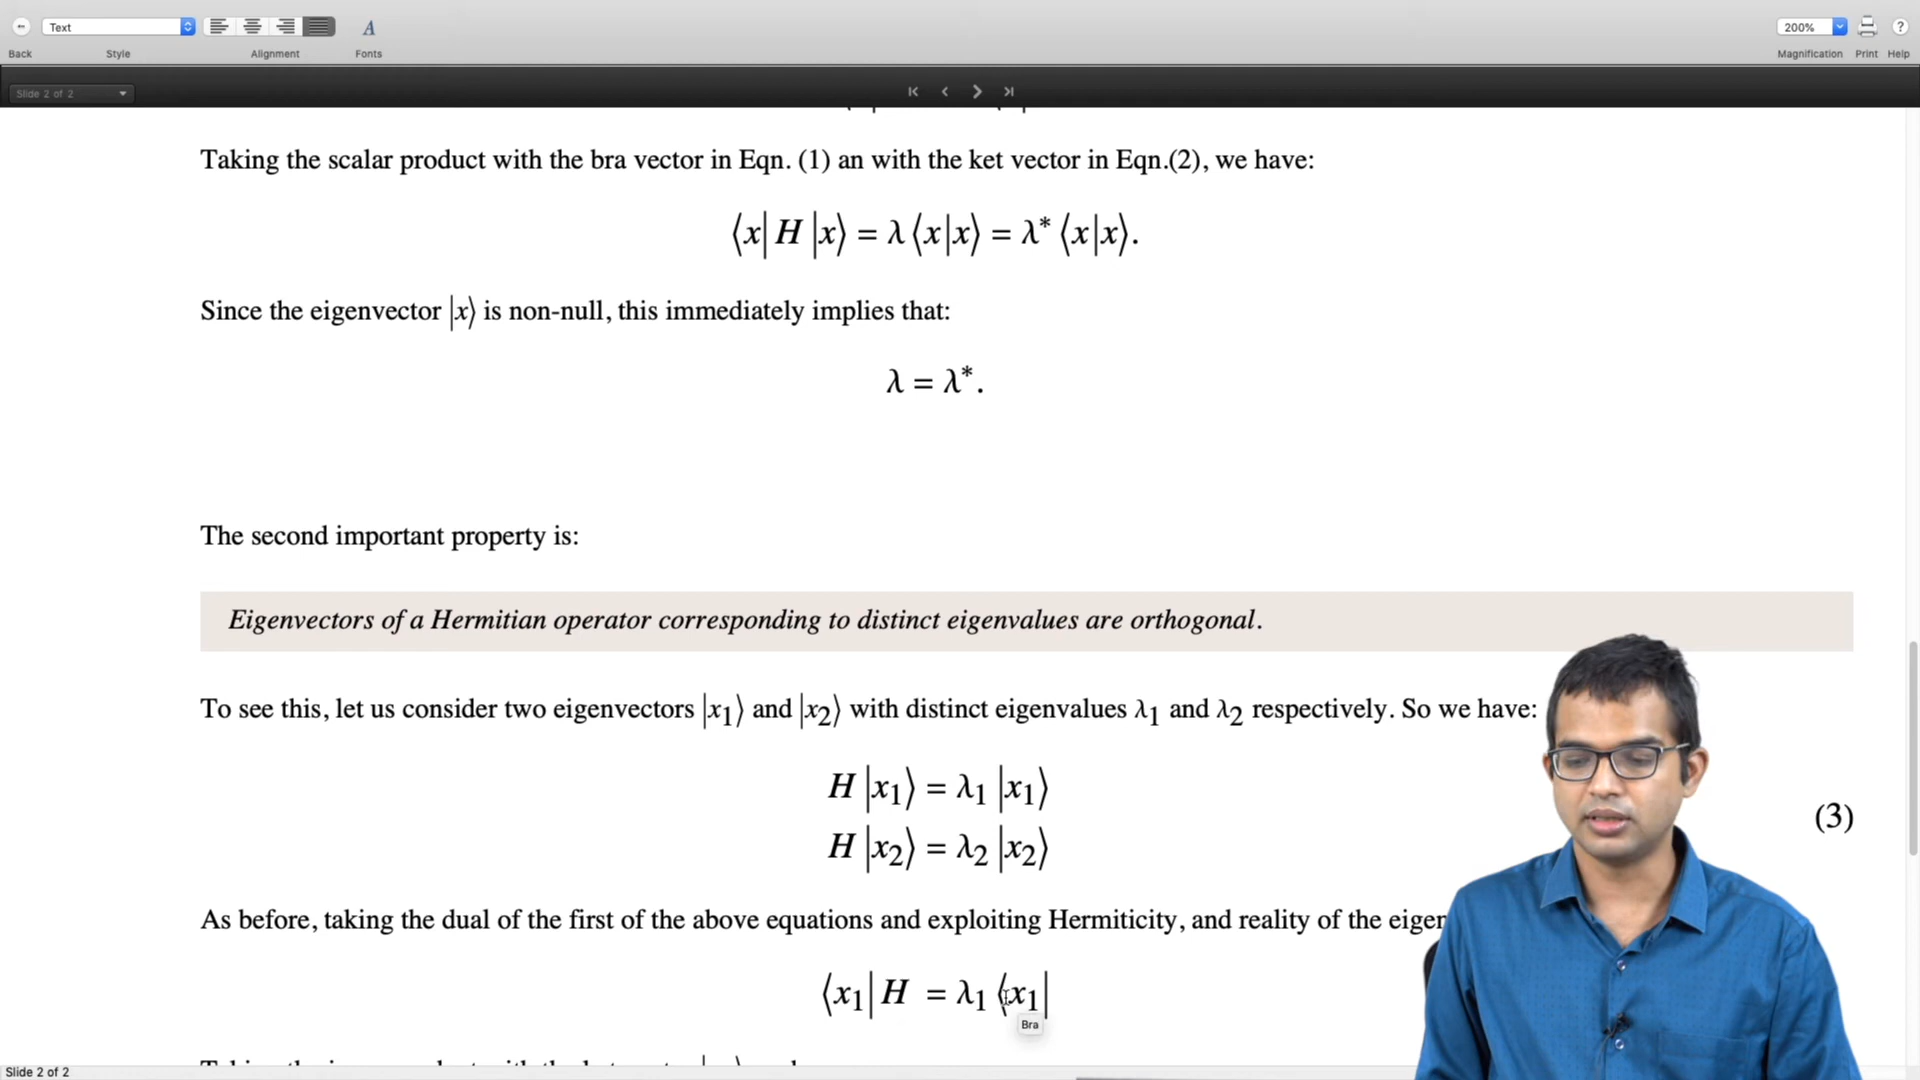 Text
200%
Back
Style
Alignment
Fonts
Magnification
Print
Help
Slide 2 of 2
Taking the scalar product with the bra vector in Eqn. (1) an with the ket vector in Eqn.(2), we have:
⟨x| H |x⟩ = λ ⟨x|x⟩ = λ* ⟨x|x⟩.
Since the eigenvector |x⟩ is non-null, this immediately implies that:
λ = λ*.
The second important property is:
Eigenvectors of a Hermitian operator corresponding to distinct eigenvalues are orthogonal.
To see this, let us consider two eigenvectors |x₁⟩ and |x₂⟩ with distinct eigenvalues λ₁ and λ₂ respectively. So we have:
H |x₁⟩ = λ₁ |x₁⟩
H |x₂⟩ = λ₂ |x₂⟩
(3)
As before, taking the dual of the first of the above equations and exploiting Hermiticity, and reality of the eigen
⟨x₁| H = λ₁ ⟨x₁|
Bra
Slide 2 of 2